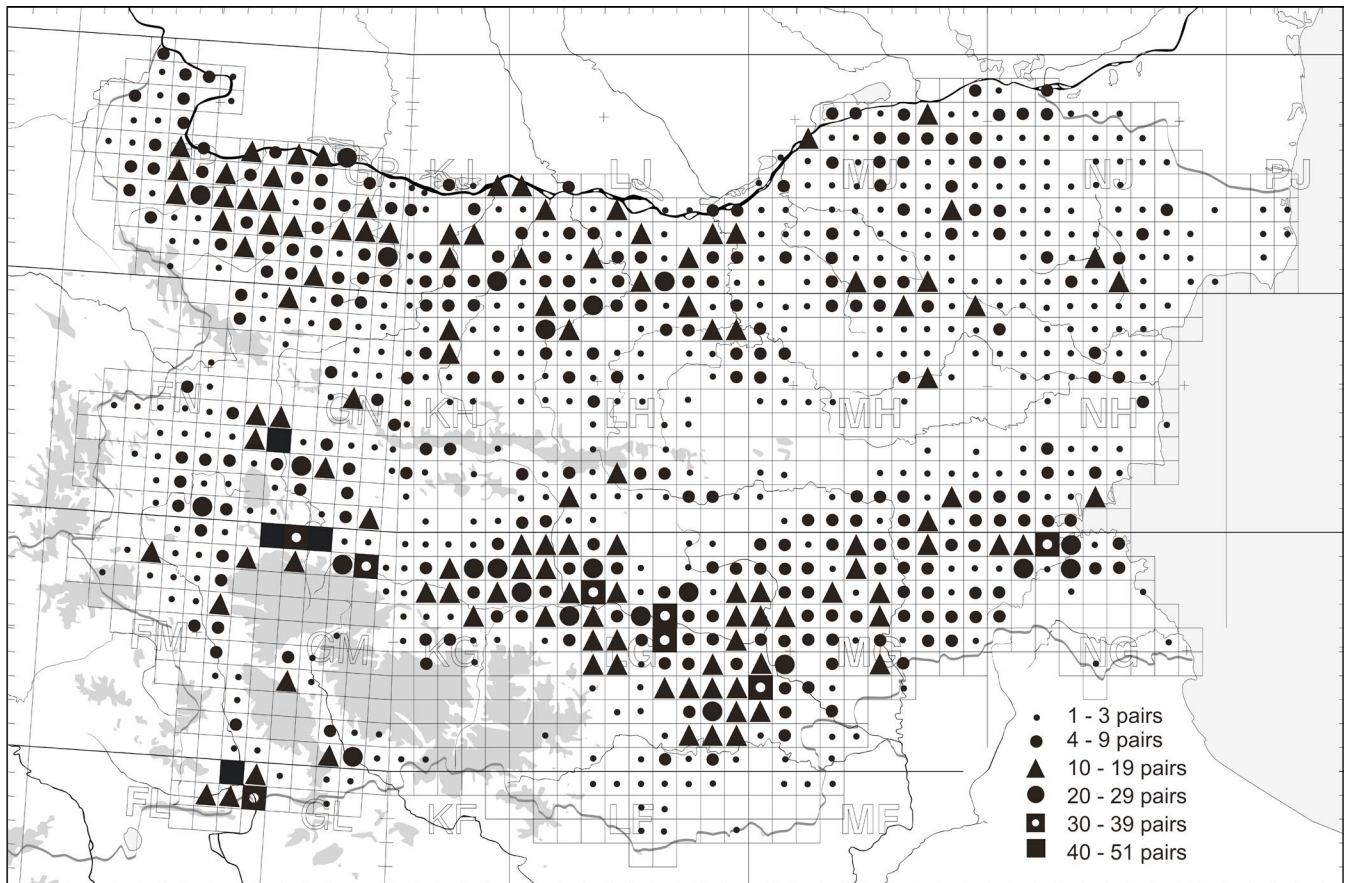 FP
GP
KJ
LJ
MJ
NJ
PJ
FN
GN
KH
LH
MH
NH
FM
GM
KG
LG
MG
NG
FL
GL
KF
LF
MF
1 - 3 pairs
4 - 9 pairs
10 - 19 pairs
20 - 29 pairs
30 - 39 pairs
40 - 51 pairs